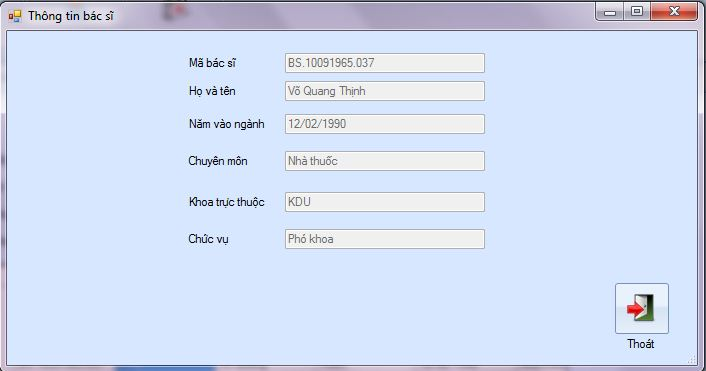 Thông tin bác sĩ
Mã bác sĩ BS.10091965.037
Họ và tên Võ Quang Thịnh
Năm vào ngành 12/02/1990
Chuyên môn Nhà thuốc
Khoa trực thuộc KDU
Chức vụ Phó khoa
Thoát